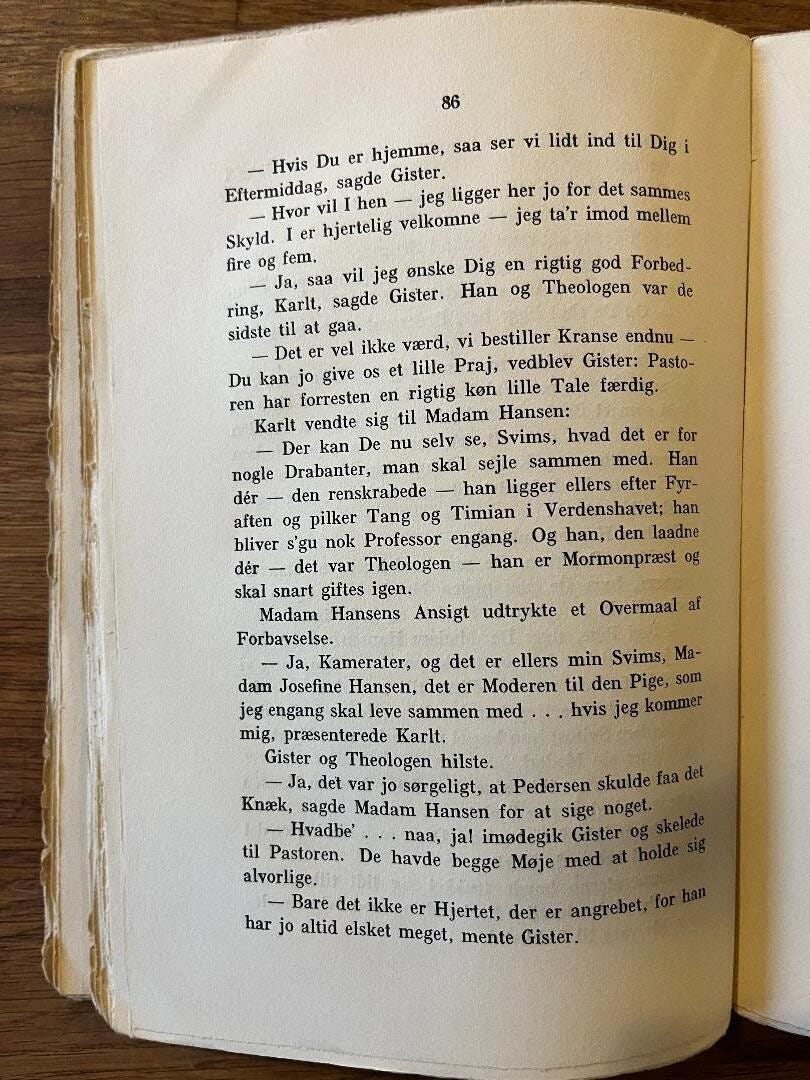 86
— Hvis Du er hjemme, saa ser vi lidt ind til Dig i
Eftermiddag, sagde Gister.
— Hvor vil I hen — jeg ligger her jo for det sammes
Skyld. I er hjertelig velkomne — jeg ta'r imod mellem
fire og fem.
— Ja, saa vil jeg ønske Dig en rigtig god Forbed-
ring, Karlt, sagde Gister. Han og Theologen var de
sidste til at gaa.
— Det er vel ikke værd, vi bestiller Kranse endnu —
Du kan jo give os et lille Praj, vedblev Gister: Pasto-
ren har forresten en rigtig køn lille Tale færdig.
Karlt vendte sig til Madam Hansen:
— Der kan De nu selv se, Svims, hvad det er for
nogle Drabanter, man skal sejle sammen med. Han
dér — den renskrabede — han ligger ellers efter Fyr-
aften og pilker Tang og Timian i Verdenshavet; han
bliver s'gu nok Professor engang. Og han, den laadne
dér — det var Theologen — han er Mormonpræst og
skal snart giftes igen.
Madam Hansens Ansigt udtrykte et Overmaal af
Forbavselse.
— Ja, Kamerater, og det er ellers min Svims, Ma-
dam Josefine Hansen, det er Moderen til den Pige, som
jeg engang skal leve sammen med . . . hvis jeg kommer
mig, præsenterede Karlt.
Gister og Theologen hilste.
— Ja, det var jo sørgeligt, at Pedersen skulde faa det
Knæk, sagde Madam Hansen for at sige noget.
— Hvadbe' . . . naa, ja! imødegik Gister og skelede
til Pastoren. De havde begge Møje med at holde sig
alvorlige.
— Bare det ikke er Hjertet, der er angrebet, for han
har jo altid elsket meget, mente Gister.